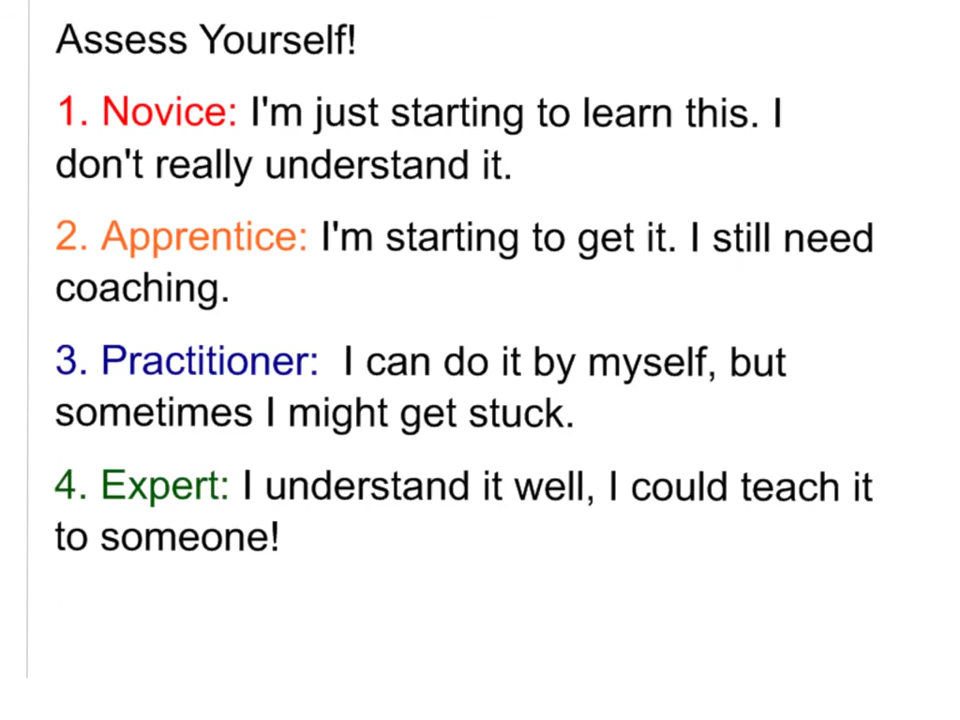 Assess Yourself!
1. Novice: I'm just starting to learn this. I
don't really understand it.
2. Apprentice: I'm starting to get it. I still need
coaching.
3. Practitioner:  I can do it by myself, but
sometimes I might get stuck.
4. Expert: I understand it well, I could teach it
to someone!